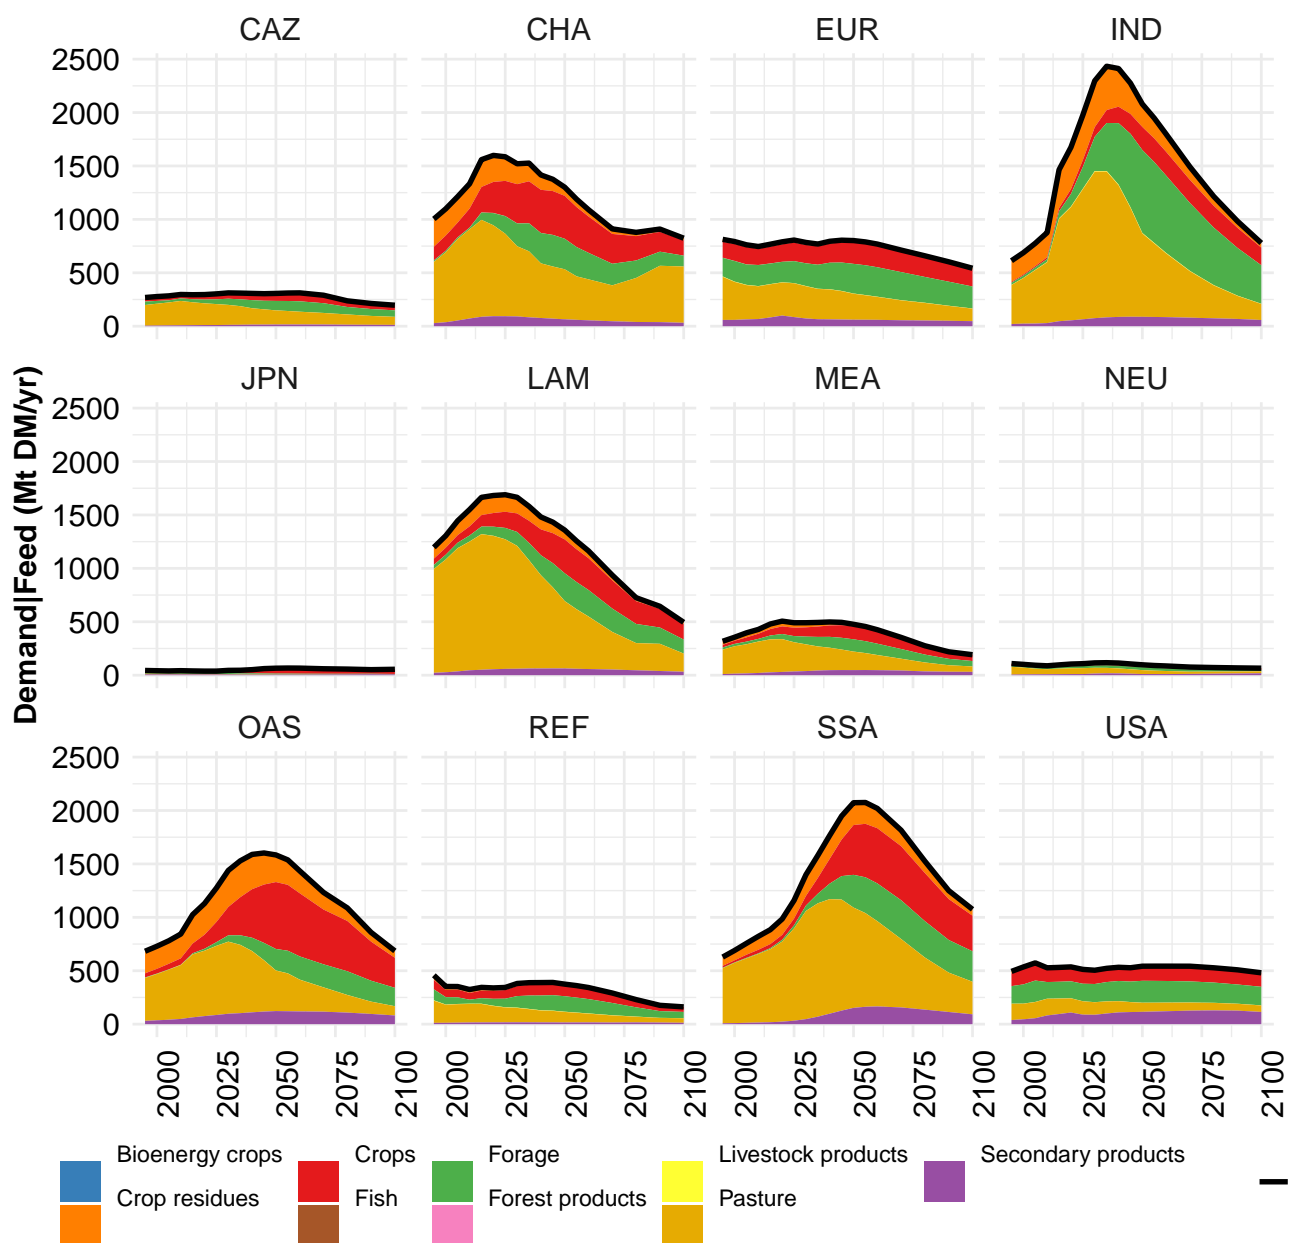 CAZ CHA EUR IND
2500
2000
1500
1000
500
0
JPN LAM MEA NEU
2500
2000
1500
1000
500
0
Demand|Feed (Mt DM/yr)
OAS REF SSA USA
2500
2000
1500
1000
500
0
2000 2025 2050 2075 2100 2000 2025 2050 2075 2100 2000 2025 2050 2075 2100 2000 2025 2050 2075 2100
Bioenergy crops Crops Forage Livestock products Secondary products
Crop residues Fish Forest products Pasture